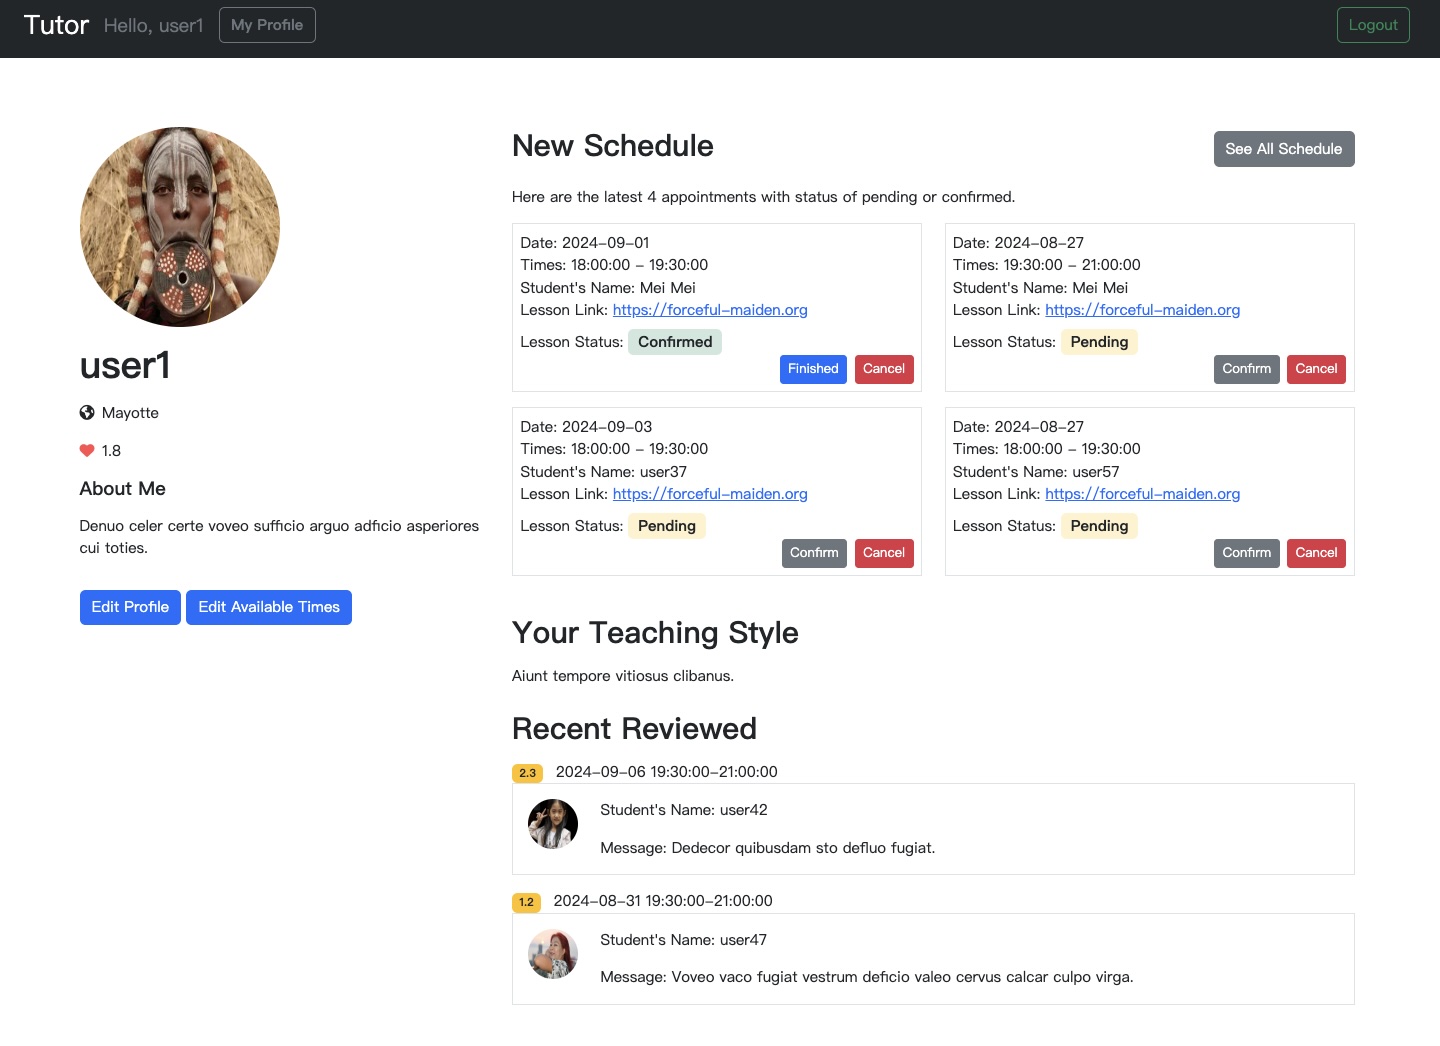 Tutor Hello, user1 My Profile Logout
user1
Mayotte
1.8
About Me
Denuo celer certe voveo sufficio arguo adficio asperiores
cui toties.
Edit Profile Edit Available Times
New Schedule See All Schedule
Here are the latest 4 appointments with status of pending or confirmed.
Date: 2024-09-01
Times: 18:00:00 - 19:30:00
Student's Name: Mei Mei
Lesson Link: https://forceful-maiden.org
Lesson Status: Confirmed
Finished Cancel
Date: 2024-08-27
Times: 19:30:00 - 21:00:00
Student's Name: Mei Mei
Lesson Link: https://forceful-maiden.org
Lesson Status: Pending
Confirm Cancel
Date: 2024-09-03
Times: 18:00:00 - 19:30:00
Student's Name: user37
Lesson Link: https://forceful-maiden.org
Lesson Status: Pending
Confirm Cancel
Date: 2024-08-27
Times: 18:00:00 - 19:30:00
Student's Name: user57
Lesson Link: https://forceful-maiden.org
Lesson Status: Pending
Confirm Cancel
Your Teaching Style
Aiunt tempore vitiosus clibanus.
Recent Reviewed
2.3 2024-09-06 19:30:00-21:00:00
Student's Name: user42
Message: Dedecor quibusdam sto defluo fugiat.
1.2 2024-08-31 19:30:00-21:00:00
Student's Name: user47
Message: Voveo vaco fugiat vestrum deficio valeo cervus calcar culpo virga.